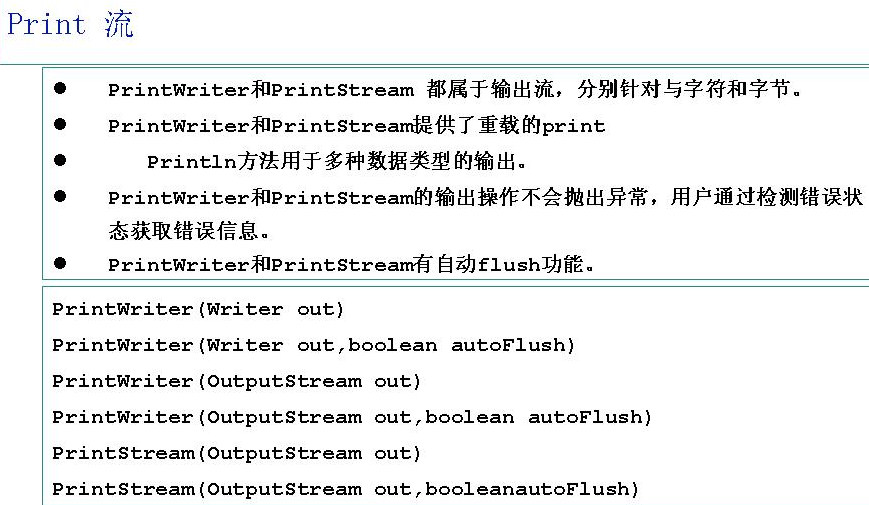 Print 流
● PrintWriter和PrintStream 都属于输出流，分别针对与字符和字节。
● PrintWriter和PrintStream提供了重载的print
● Println方法用于多种数据类型的输出。
● PrintWriter和PrintStream的输出操作不会抛出异常，用户通过检测错误状
态获取错误信息。
● PrintWriter和PrintStream有自动flush功能。
PrintWriter(Writer out)
PrintWriter(Writer out,boolean autoFlush)
PrintWriter(OutputStream out)
PrintWriter(OutputStream out,boolean autoFlush)
PrintStream(OutputStream out)
PrintStream(OutputStream out,booleanautoFlush)